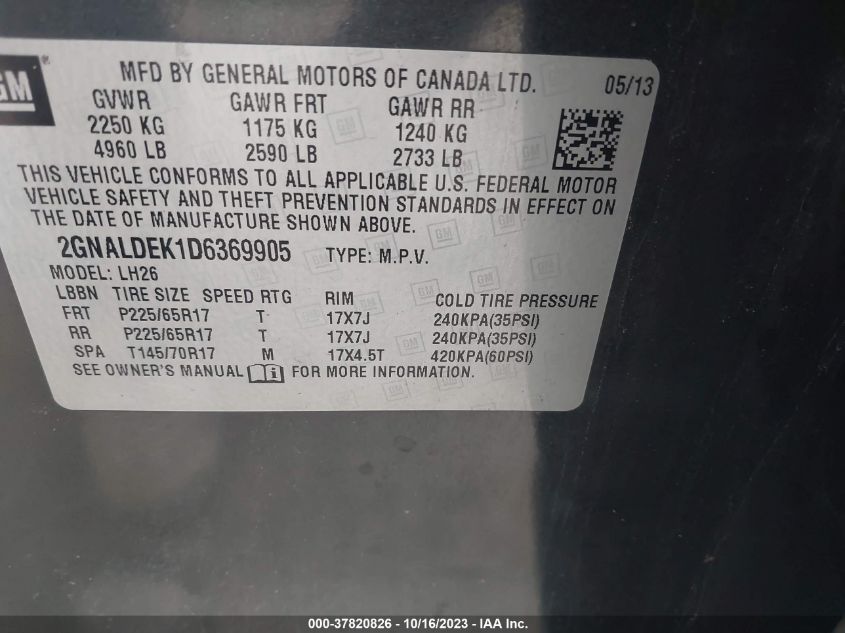 GM®
MFD BY GENERAL MOTORS OF CANADA LTD. 05/13
GVWR GAWR FRT GAWR RR
2250 KG 1175 KG 1240 KG
4960 LB 2590 LB 2733 LB
THIS VEHICLE CONFORMS TO ALL APPLICABLE U.S. FEDERAL MOTOR
VEHICLE SAFETY AND THEFT PREVENTION STANDARDS IN EFFECT ON
THE DATE OF MANUFACTURE SHOWN ABOVE.
2GNALDEK1D6369905 TYPE: M.P.V.
MODEL: LH26
LBBN TIRE SIZE SPEED RTG RIM COLD TIRE PRESSURE
FRT P225/65R17 T 17X7J 240KPA(35PSI)
RR P225/65R17 T 17X7J 240KPA(35PSI)
SPA T145/70R17 M 17X4.5T 420KPA(60PSI)
SEE OWNER'S MANUAL i FOR MORE INFORMATION.
000-37820826 - 10/16/2023 - IAA Inc.